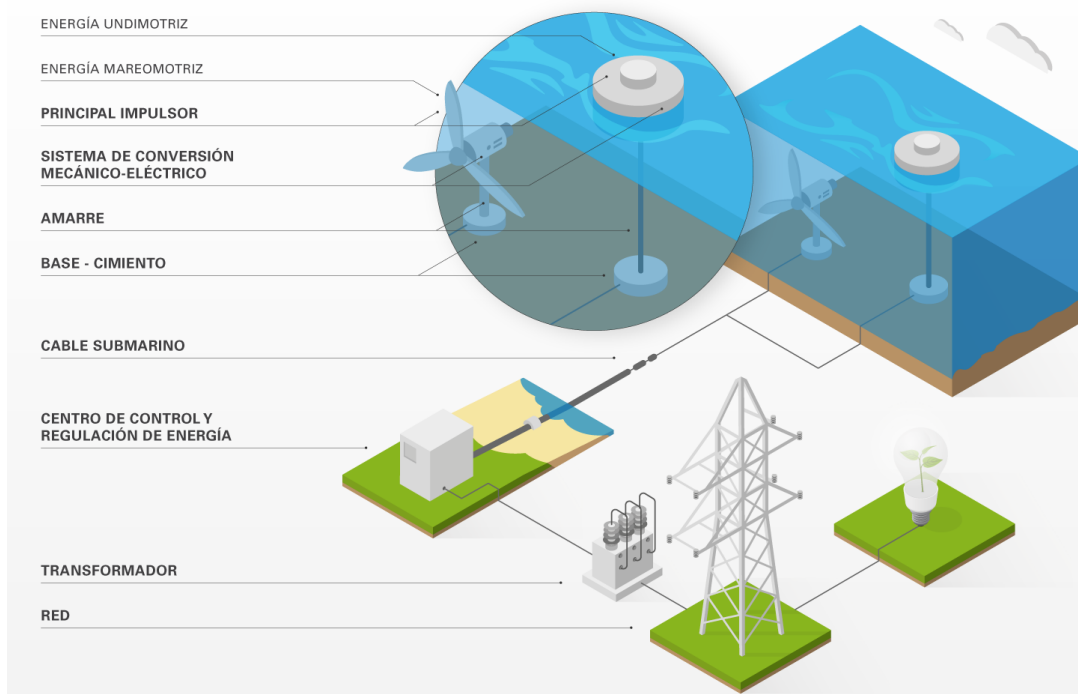 ENERGÍA UNDIMOTRIZ
ENERGÍA MAREOMOTRIZ
PRINCIPAL IMPULSOR
SISTEMA DE CONVERSIÓN
MECÁNICO-ELÉCTRICO
AMARRE
BASE - CIMIENTO
CABLE SUBMARINO
CENTRO DE CONTROL Y
REGULACIÓN DE ENERGÍA
TRANSFORMADOR
RED